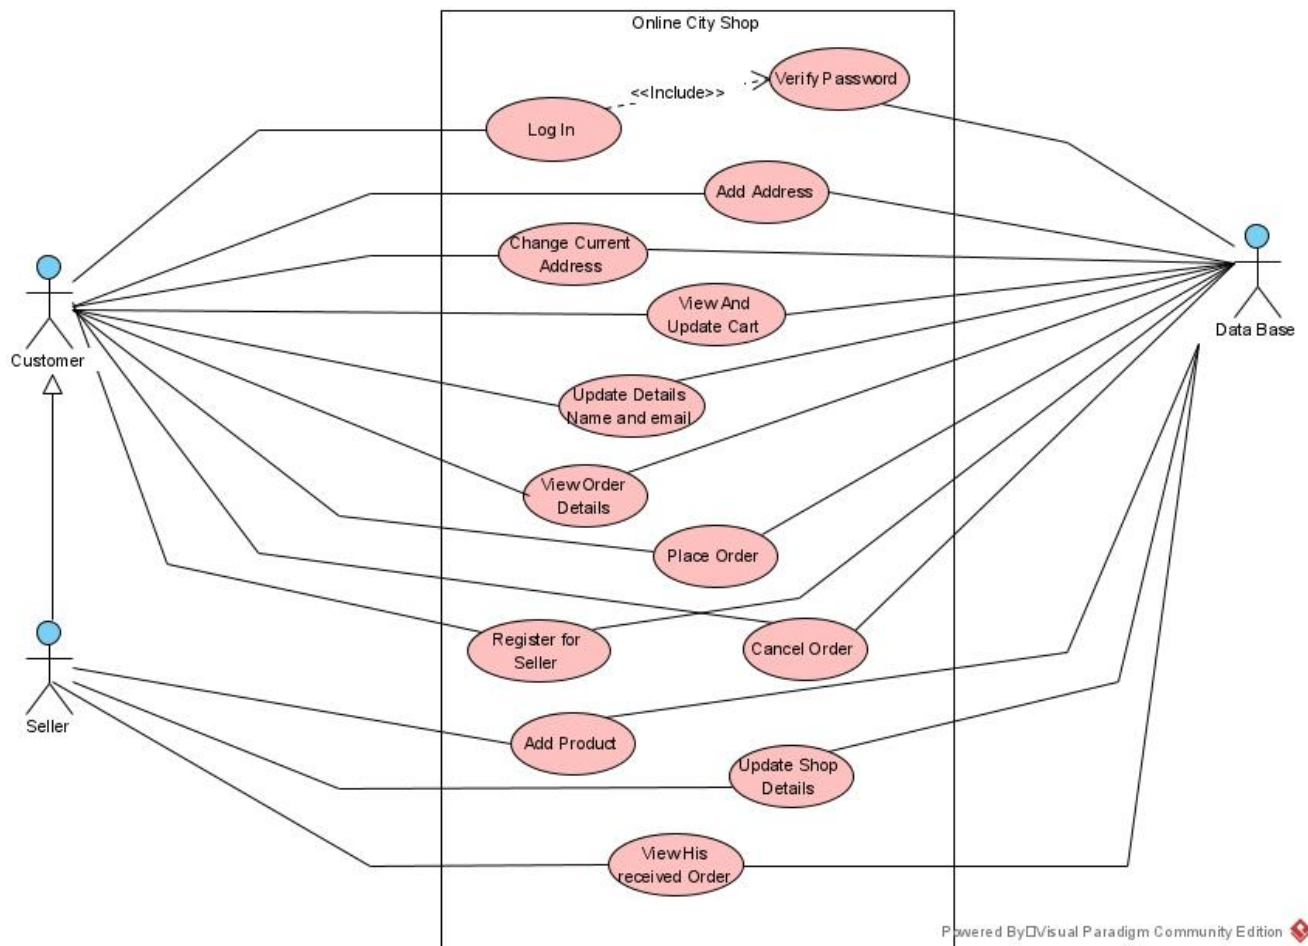 Online City Shop
Verify Password
<<Include>>
Log In
Add Address
Change Current
Address
View And
Update Cart
Data Base
Customer
Update Details
Name and email
View Order
Details
Place Order
Register for
Seller
Cancel Order
Seller
Add Product
Update Shop
Details
View His
received Order
Powered By□Visual Paradigm Community Edition